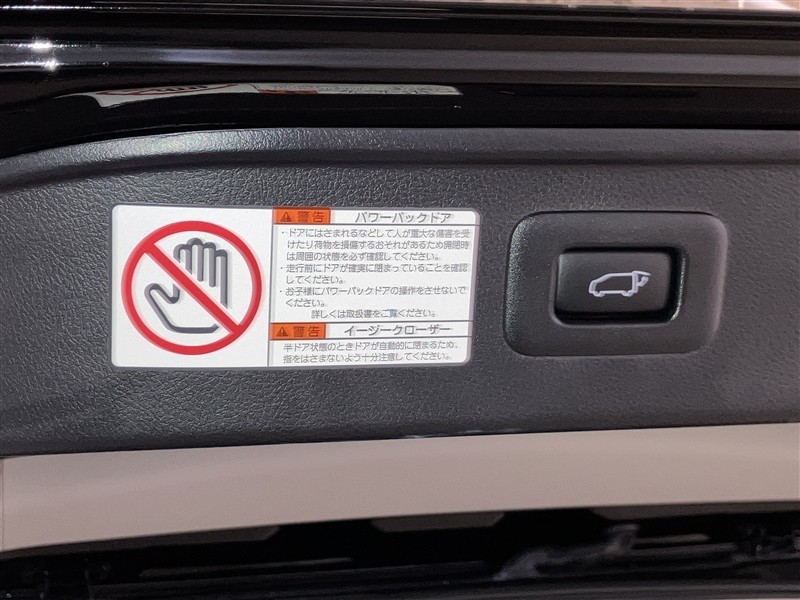 警告 パワーバックドア
・ドアにはさまれるなどして人が重大な傷害を受
けたり荷物を損傷するおそれがあるため開閉時
は周囲の状態を必ず確認してください。
・走行前にドアが確実に閉まっていることを確認
してください。
・お子様にパワーバックドアの操作をさせないで
ください。
詳しくは取扱書をご覧ください。
警告 イージークローザー
半ドア状態のときドアが自動的に閉まるため、
指をはさまないよう十分注意してください。